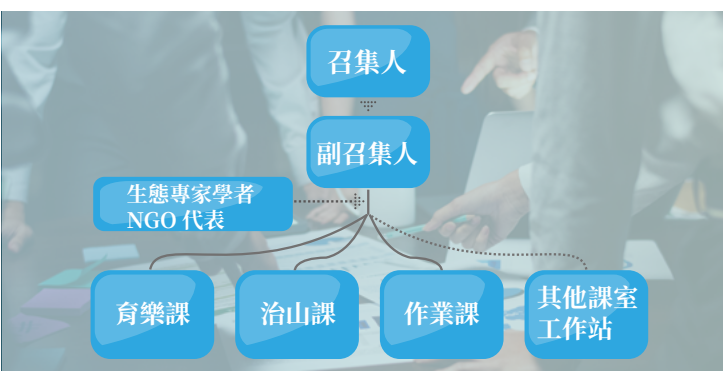 召集人
副召集人
生態專家學者
NGO 代表
育樂課
治山課
作業課
其他課室
工作站